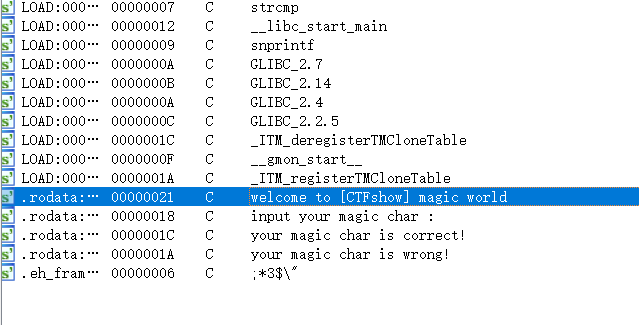 LOAD:000… 00000007 C strcmp
LOAD:000… 00000012 C __libc_start_main
LOAD:000… 00000009 C snprintf
LOAD:000… 0000000A C GLIBC_2.7
LOAD:000… 0000000B C GLIBC_2.14
LOAD:000… 0000000A C GLIBC_2.4
LOAD:000… 0000000C C GLIBC_2.2.5
LOAD:000… 0000001C C _ITM_deregisterTMCloneTable
LOAD:000… 0000000F C __gmon_start__
LOAD:000… 0000001A C _ITM_registerTMCloneTable
.rodata:… 00000021 C welcome to [CTFshow] magic world
.rodata:… 00000018 C input your magic char :
.rodata:… 0000001C C your magic char is correct!
.rodata:… 0000001A C your magic char is wrong!
.eh_fram… 00000006 C ;*3$\"